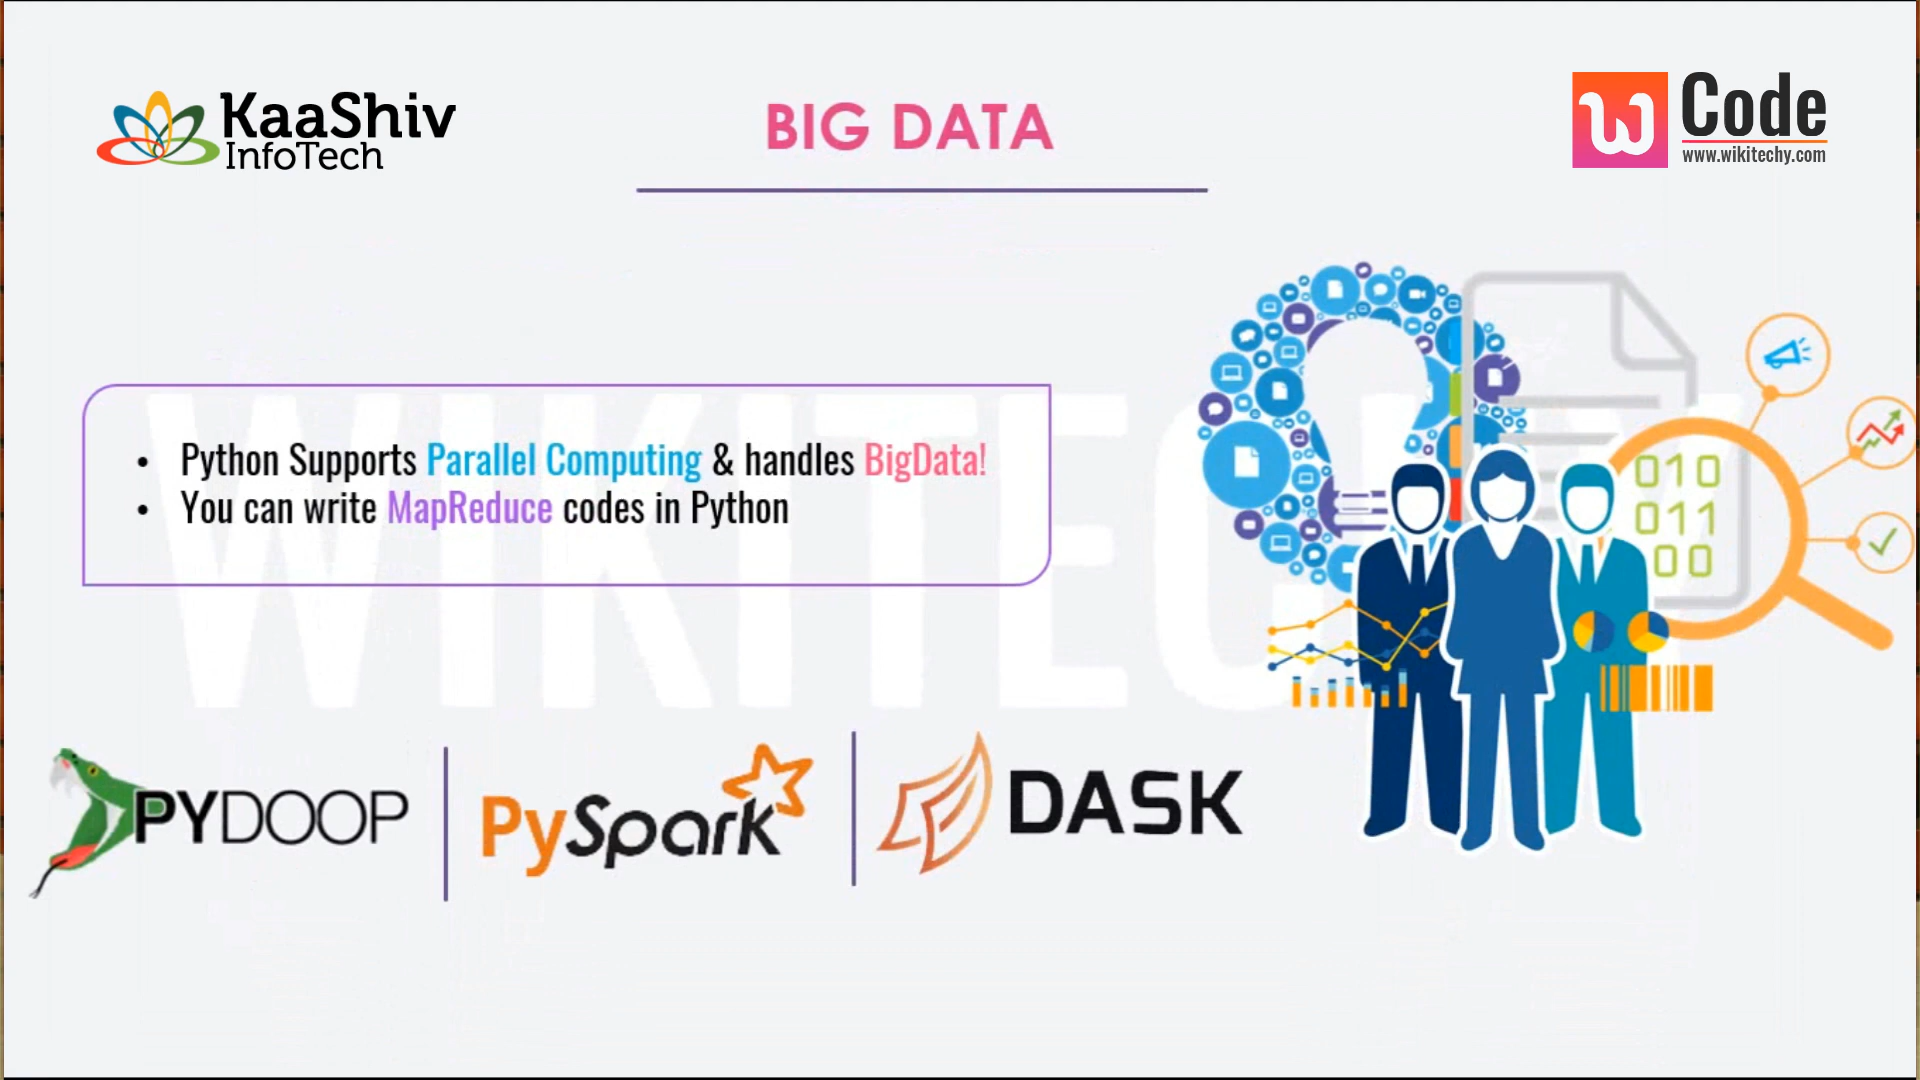 KaaShiv
InfoTech
BIG DATA
W Code
www.wikitechy.com
• Python Supports Parallel Computing & handles BigData!
• You can write MapReduce codes in Python
WIKITECHY
010
011
00
PYDOOP
PySpark
DASK